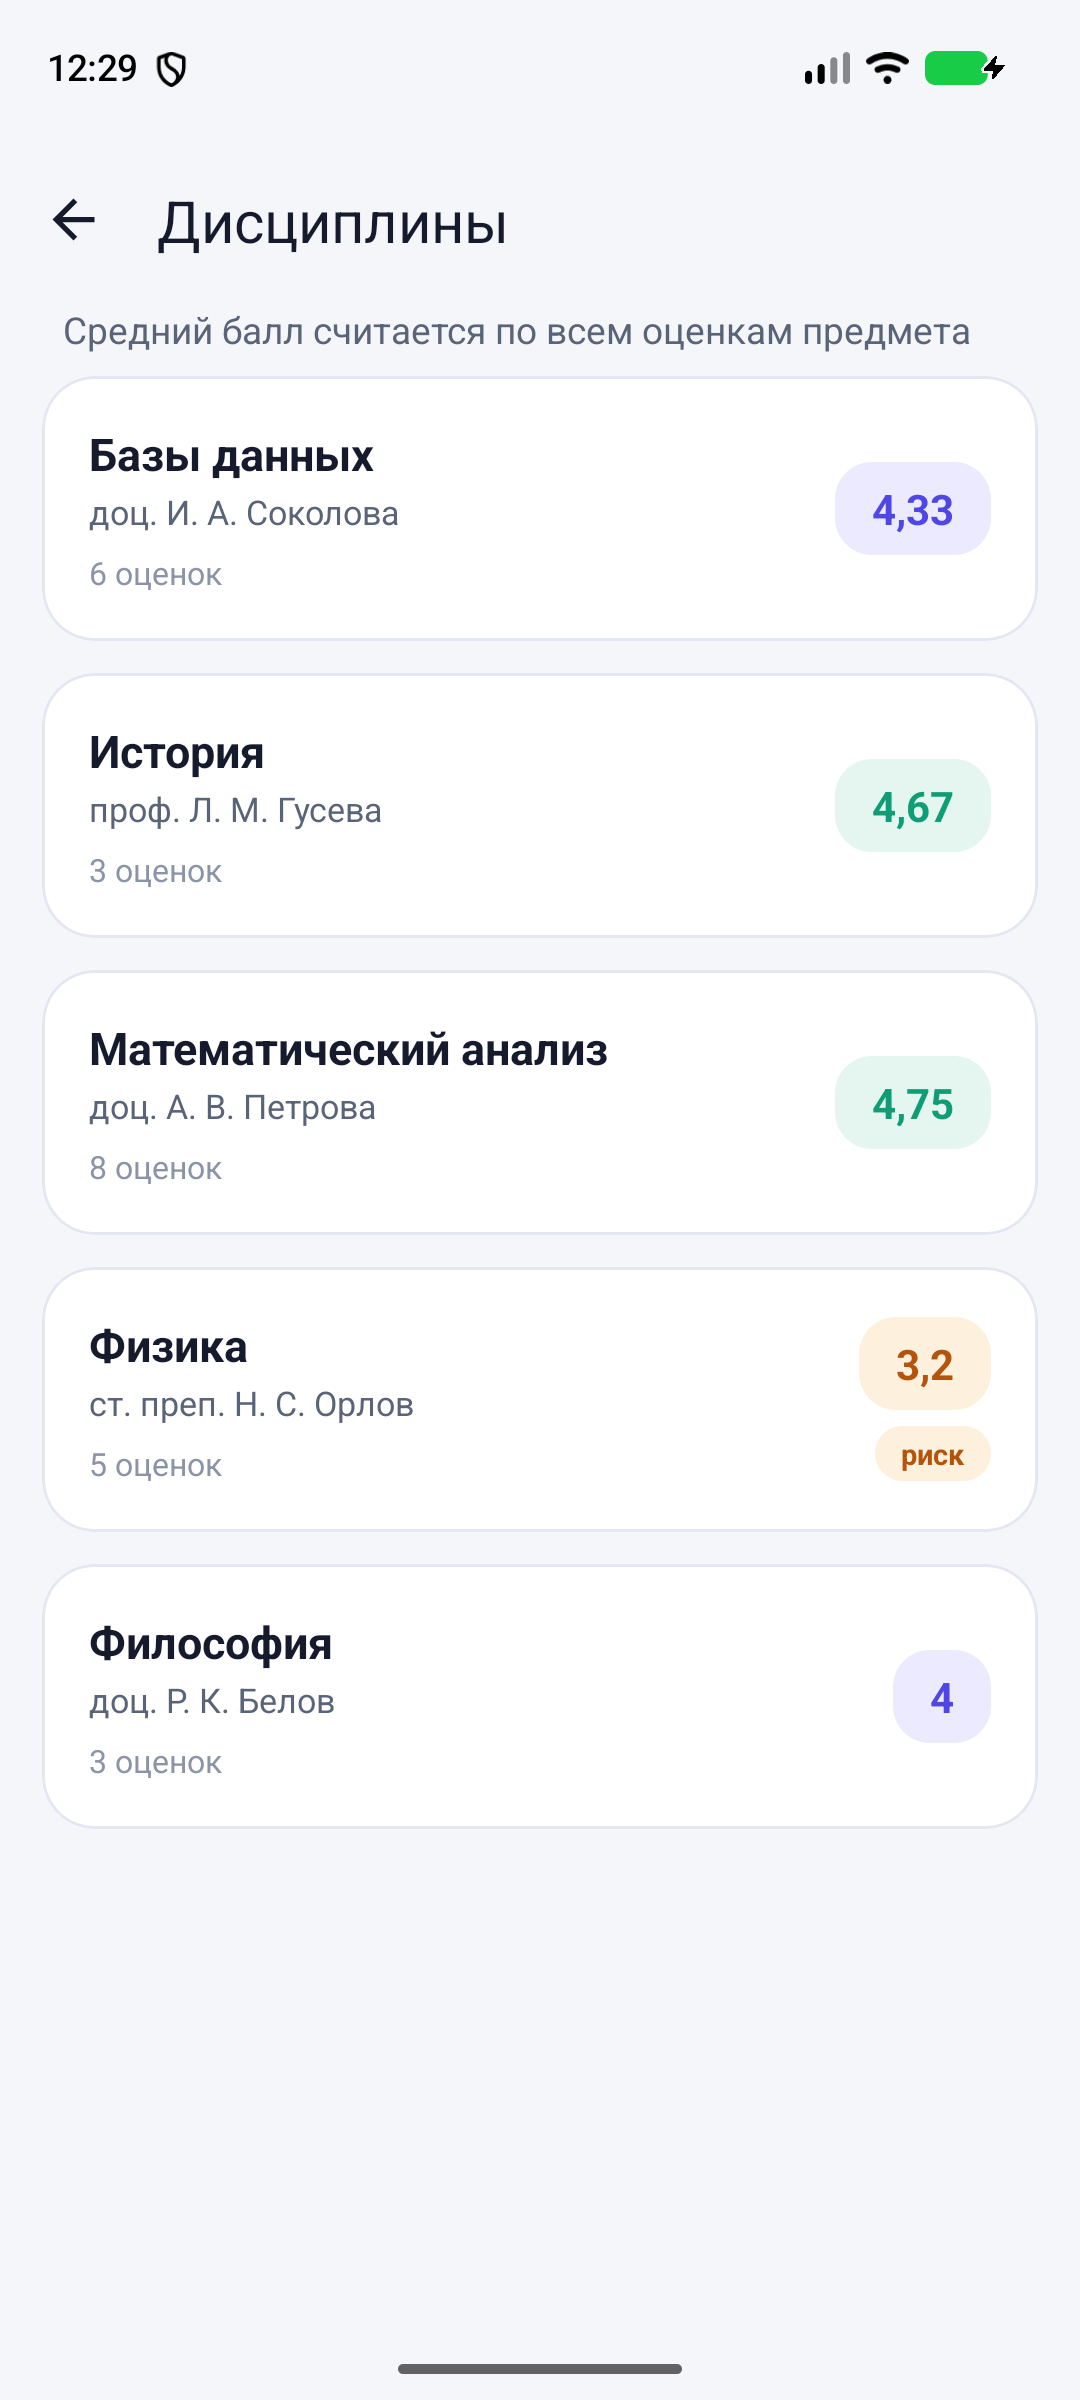 12:29
Дисциплины
Средний балл считается по всем оценкам предмета
Базы данных
доц. И. А. Соколова
6 оценок
4,33
История
проф. Л. М. Гусева
3 оценок
4,67
Математический анализ
доц. А. В. Петрова
8 оценок
4,75
Физика
ст. преп. Н. С. Орлов
5 оценок
3,2
риск
Философия
доц. Р. К. Белов
3 оценок
4